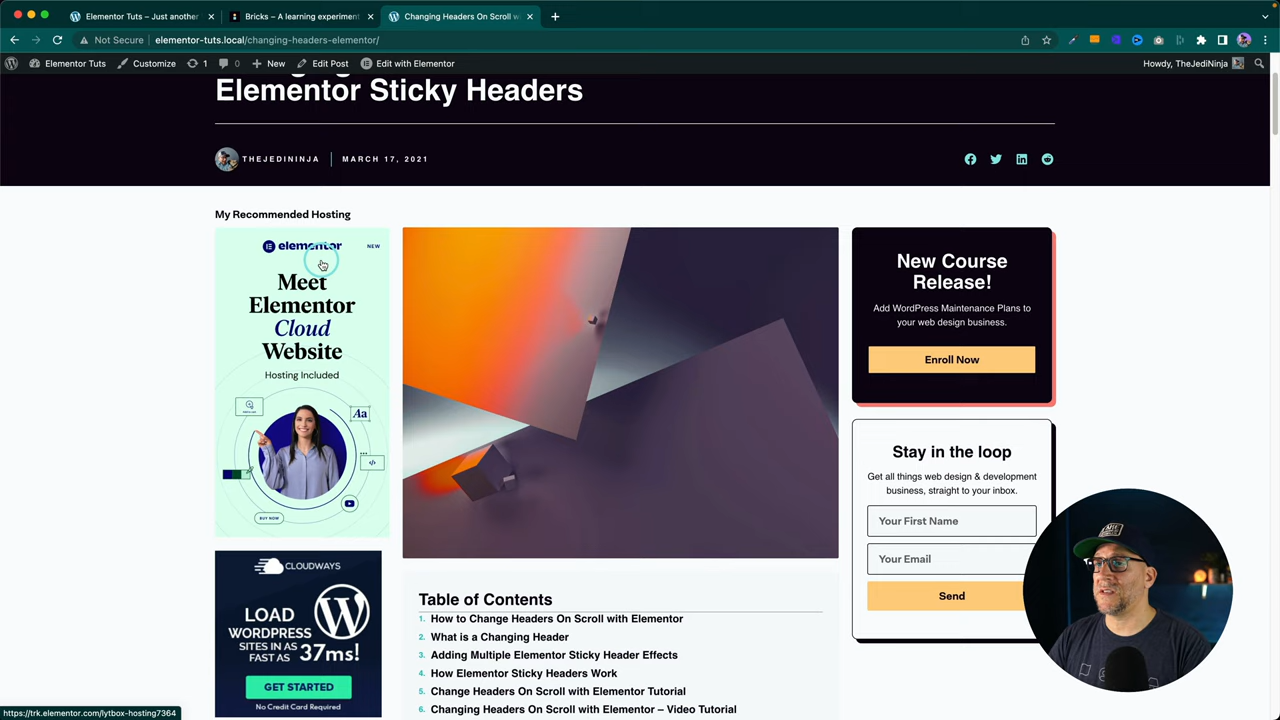 Elementor Tuts – Just another
Bricks – A learning experiment
Changing Headers On Scroll w
Not Secure
elementor-tuts.local/changing-headers-elementor/
Elementor Tuts
Customize
1
0
New
Edit Post
Edit with Elementor
Howdy, TheJediNinja
Elementor Sticky Headers
THEJEDININJA
MARCH 17, 2021
My Recommended Hosting
elementor
NEW
Meet
Elementor
Cloud
Website
Hosting Included
Aa
BUY NOW
CLOUDWAYS
LOAD
WORDPRESS
SITES IN AS
FAST AS
37ms!
GET STARTED
No Credit Card Required
Table of Contents
1. How to Change Headers On Scroll with Elementor
2. What is a Changing Header
3. Adding Multiple Elementor Sticky Header Effects
4. How Elementor Sticky Headers Work
5. Change Headers On Scroll with Elementor Tutorial
6. Changing Headers On Scroll with Elementor – Video Tutorial
New Course
Release!
Add WordPress Maintenance Plans to
your web design business.
Enroll Now
Stay in the loop
Get all things web design & development
business, straight to your inbox.
Your First Name
Your Email
Send
https://trk.elementor.com/lytbox-hosting7364